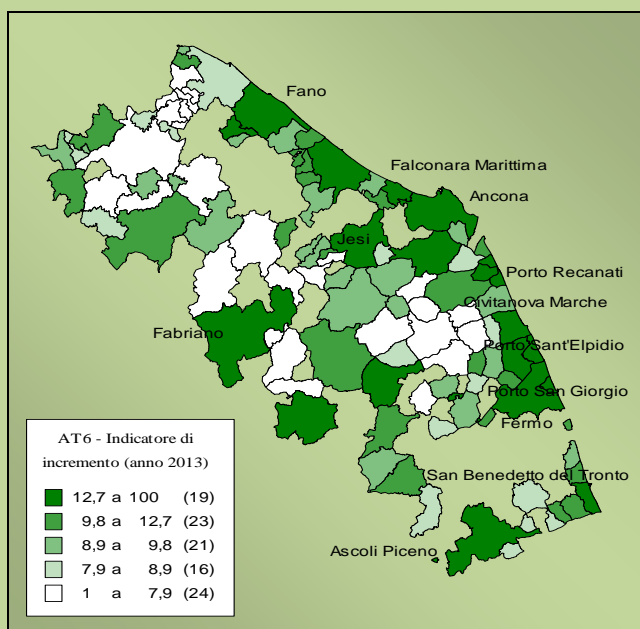 Fano
Falconara Marittima
Ancona
Jesi
Porto Recanati
Civitanova Marche
Fabriano
Porto Sant'Elpidio
Porto San Giorgio
Fermo
San Benedetto del Tronto
Ascoli Piceno
AT6 - Indicatore di
incremento (anno 2013)
12,7 a 100 (19)
9,8 a 12,7 (23)
8,9 a 9,8 (21)
7,9 a 8,9 (16)
1 a 7,9 (24)